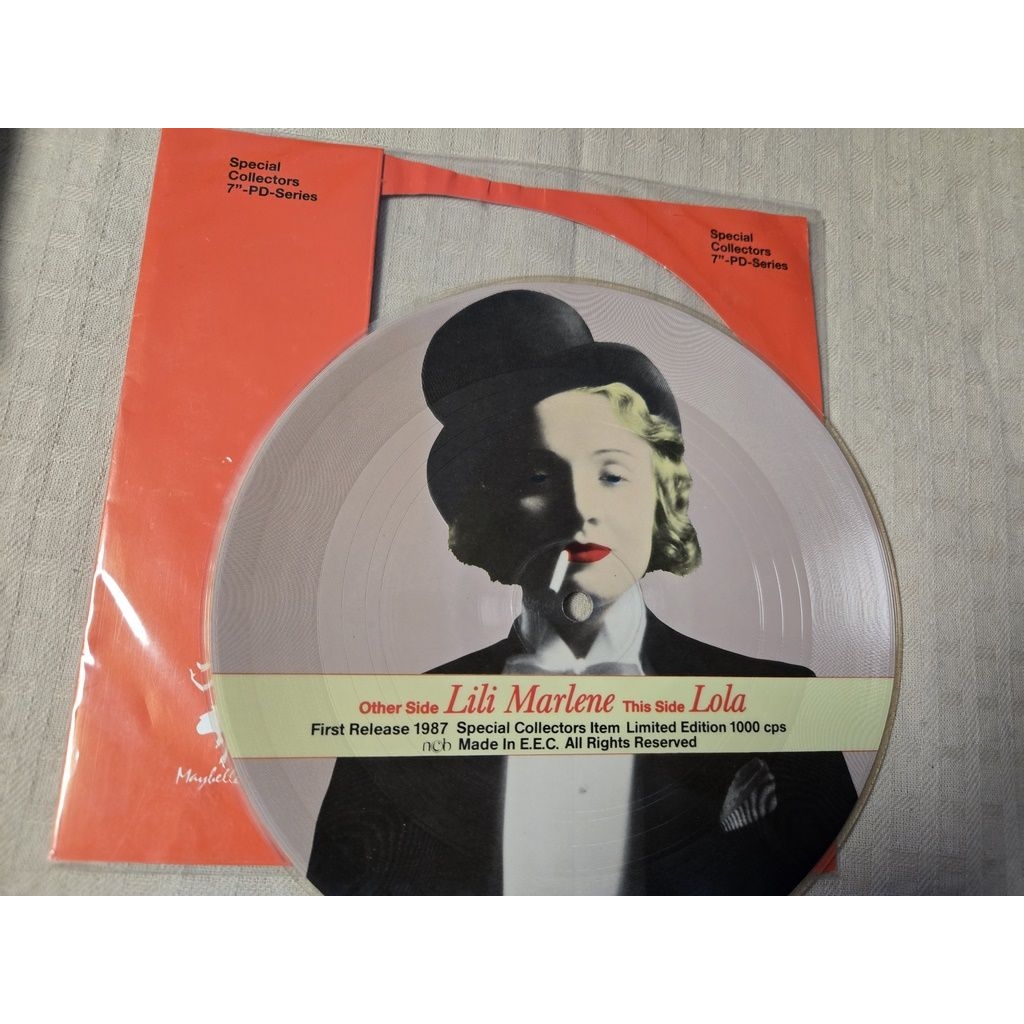 Special
Collectors
7"-PD-Series
Special
Collectors
7"-PD-Series
Other Side Lili Marlene This Side Lola
First Release 1987 Special Collectors Item Limited Edition 1000 cps
ncb Made In E.E.C. All Rights Reserved